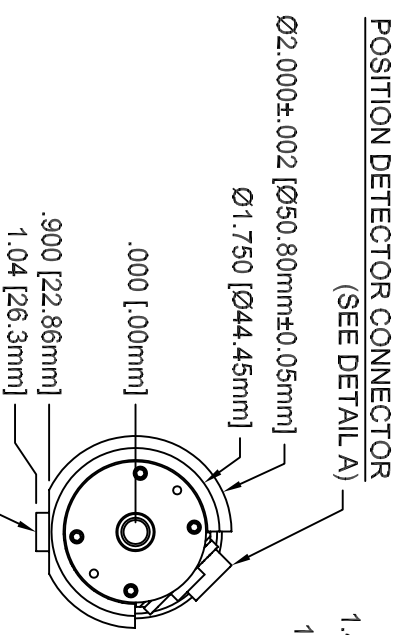 POSITION DETECTOR CONNECTOR
(SEE DETAIL A)
Ø2.000±.002 [Ø50.80mm±0.05mm]
Ø1.750 [Ø44.45mm]
.000 [.00mm]
.900 [22.86mm]
1.04 [26.3mm]